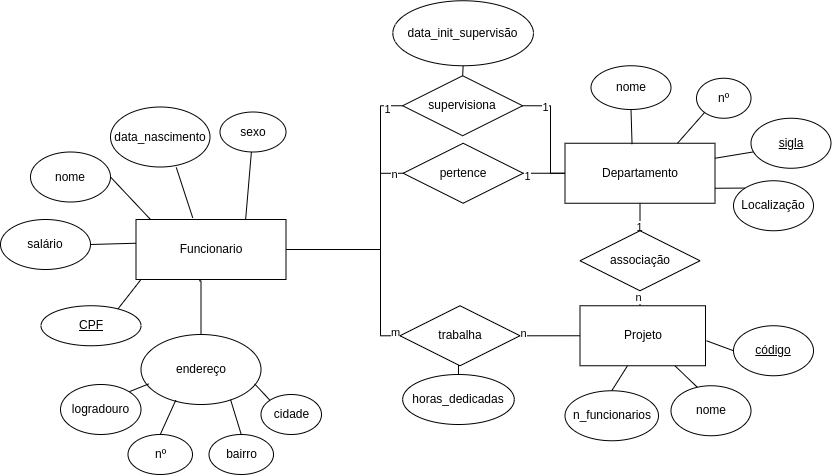 data_init_supervisão
supervisiona
1
1
nome
nº
sigla
Localização
data_nascimento
sexo
nome
salário
CPF
pertence
n
1
Departamento
Funcionario
1
associação
n
endereço
logradouro
nº
bairro
cidade
m
trabalha
n
horas_dedicadas
Projeto
código
n_funcionarios
nome